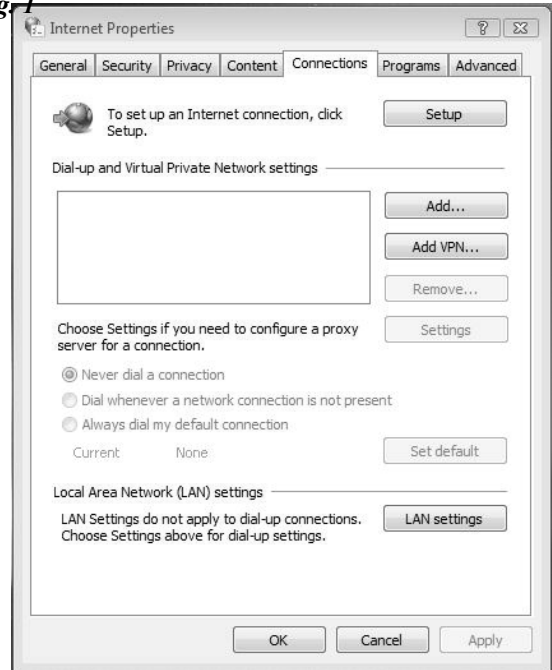 g. 1
Internet Properties
General Security Privacy Content Connections Programs Advanced
To set up an Internet connection, click
Setup.
Setup
Dial-up and Virtual Private Network settings
Add...
Add VPN...
Remove...
Choose Settings if you need to configure a proxy
server for a connection.
Settings
Never dial a connection
Dial whenever a network connection is not present
Always dial my default connection
Current None
Set default
Local Area Network (LAN) settings
LAN Settings do not apply to dial-up connections.
Choose Settings above for dial-up settings.
LAN settings
OK Cancel Apply